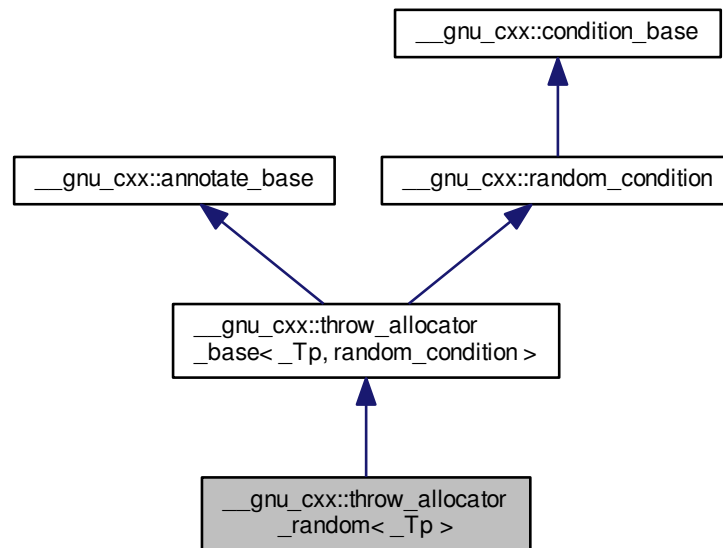 __gnu_cxx::condition_base
__gnu_cxx::annotate_base
__gnu_cxx::random_condition
__gnu_cxx::throw_allocator
_base< _Tp, random_condition >
__gnu_cxx::throw_allocator
_random< _Tp >